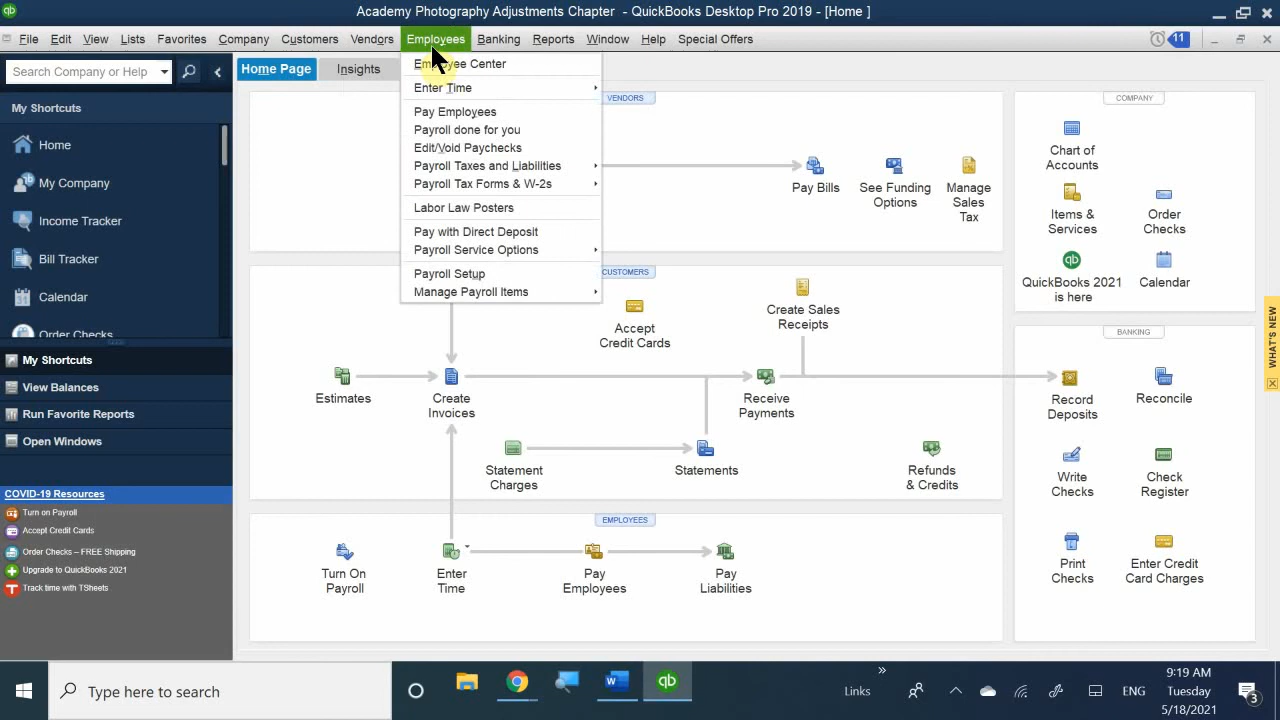 Academy Photography Adjustments Chapter - QuickBooks Desktop Pro 2019 - [Home ]
File Edit View Lists Favorites Company Customers Vendors Employees Banking Reports Window Help Special Offers 11
Search Company or Help
Home Page Insights
My Shortcuts
Home
My Company
Income Tracker
Bill Tracker
Calendar
Order Checks
My Shortcuts
View Balances
Run Favorite Reports
Open Windows
COVID-19 Resources
Turn on Payroll
Accept Credit Cards
Order Checks – FREE Shipping
Upgrade to QuickBooks 2021
Track time with TSheets
Employee Center
Enter Time
Pay Employees
Payroll done for you
Edit/Void Paychecks
Payroll Taxes and Liabilities
Payroll Tax Forms & W-2s
Labor Law Posters
Pay with Direct Deposit
Payroll Service Options
Payroll Setup
Manage Payroll Items
VENDORS
Pay Bills
See Funding
Options
Manage
Sales
Tax
CUSTOMERS
Accept
Credit Cards
Create Sales
Receipts
Estimates
Create
Invoices
Receive
Payments
Statement
Charges
Statements
Refunds
& Credits
EMPLOYEES
Turn On
Payroll
Enter
Time
Pay
Employees
Pay
Liabilities
COMPANY
Chart of
Accounts
Items &
Services
Order
Checks
QuickBooks 2021
is here
Calendar
BANKING
Record
Deposits
Reconcile
Write
Checks
Check
Register
Print
Checks
Enter Credit
Card Charges
WHAT'S NEW
Type here to search
Links
ENG
9:19 AM
Tuesday
5/18/2021
3